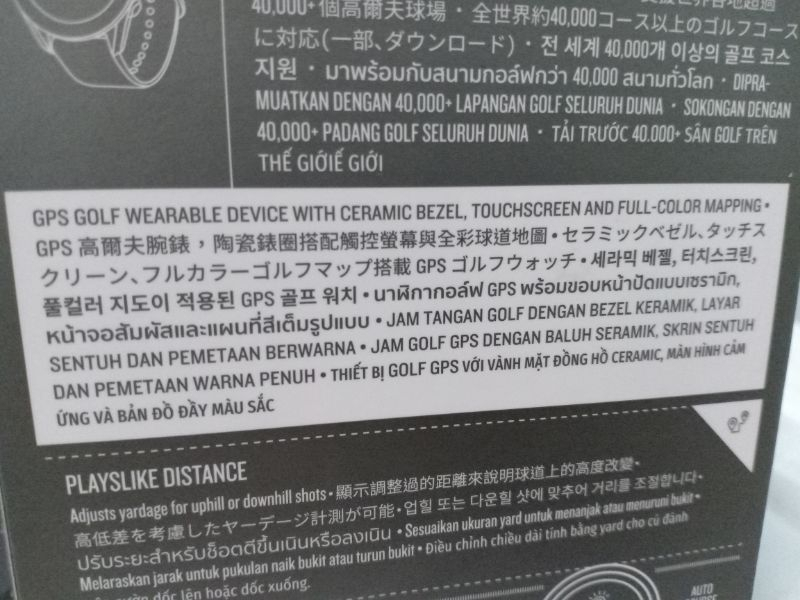 40,000+ 個高爾夫球場 · 全世界約40,000コース以上のゴルフコース
に対応(一部、ダウンロード) · 전 세계 40,000개 이상의 골프 코스
지원 · มาพร้อมกับสนามกอล์ฟกว่า 40,000 สนามทั่วโลก · DIPRA-
MUATKAN DENGAN 40,000+ LAPANGAN GOLF SELURUH DUNIA · SOKONGAN DENGAN
40,000+ PADANG GOLF SELURUH DUNIA · TẢI TRƯỚC 40.000+ SÂN GOLF TRÊN
THẾ GIỚIẾ GIỚI
GPS GOLF WEARABLE DEVICE WITH CERAMIC BEZEL, TOUCHSCREEN AND FULL-COLOR MAPPING •
GPS 高爾夫腕錶，陶瓷錶圈搭配觸控螢幕與全彩球道地圖 • セラミックベゼル、タッチス
クリーン、フルカラーゴルフマップ搭載 GPS ゴルフウォッチ • 세라믹 베젤, 터치스크린,
풀컬러 지도이 적용된 GPS 골프 워치 • นาฬิกากอล์ฟ GPS พร้อมขอบหน้าปัดแบบเซรามิก,
หน้าจอสัมผัสและแผนที่สีเต็มรูปแบบ • JAM TANGAN GOLF DENGAN BEZEL KERAMIK, LAYAR
SENTUH DAN PEMETAAN BERWARNA • JAM GOLF GPS DENGAN BALUH SERAMIK, SKRIN SENTUH
DAN PEMETAAN WARNA PENUH • THIẾT BỊ GOLF GPS VỚI VÀNH MẶT ĐỒNG HỒ CERAMIC, MÀN HÌNH CẢM
ỨNG VÀ BẢN ĐỒ ĐẦY MÀU SẮC
PLAYSLIKE DISTANCE
Adjusts yardage for uphill or downhill shots • 顯示調整過的距離來說明球道上的高度改變 •
高低差を考慮したヤーデージ計測が可能 • 업힐 또는 다운힐 샷에 맞추어 거리를 조절합니다 •
ปรับระยะสำหรับช็อตตีขึ้นเนินหรือลงเนิน • Sesuaikan ukuran yard untuk menanjak atau menuruni bukit •
Melaraskan jarak untuk pukulan naik bukit atau turun bukit • Điều chỉnh chiều dài tính bằng yard cho cú đánh
dốc lên hoặc dốc xuống.
AUTO